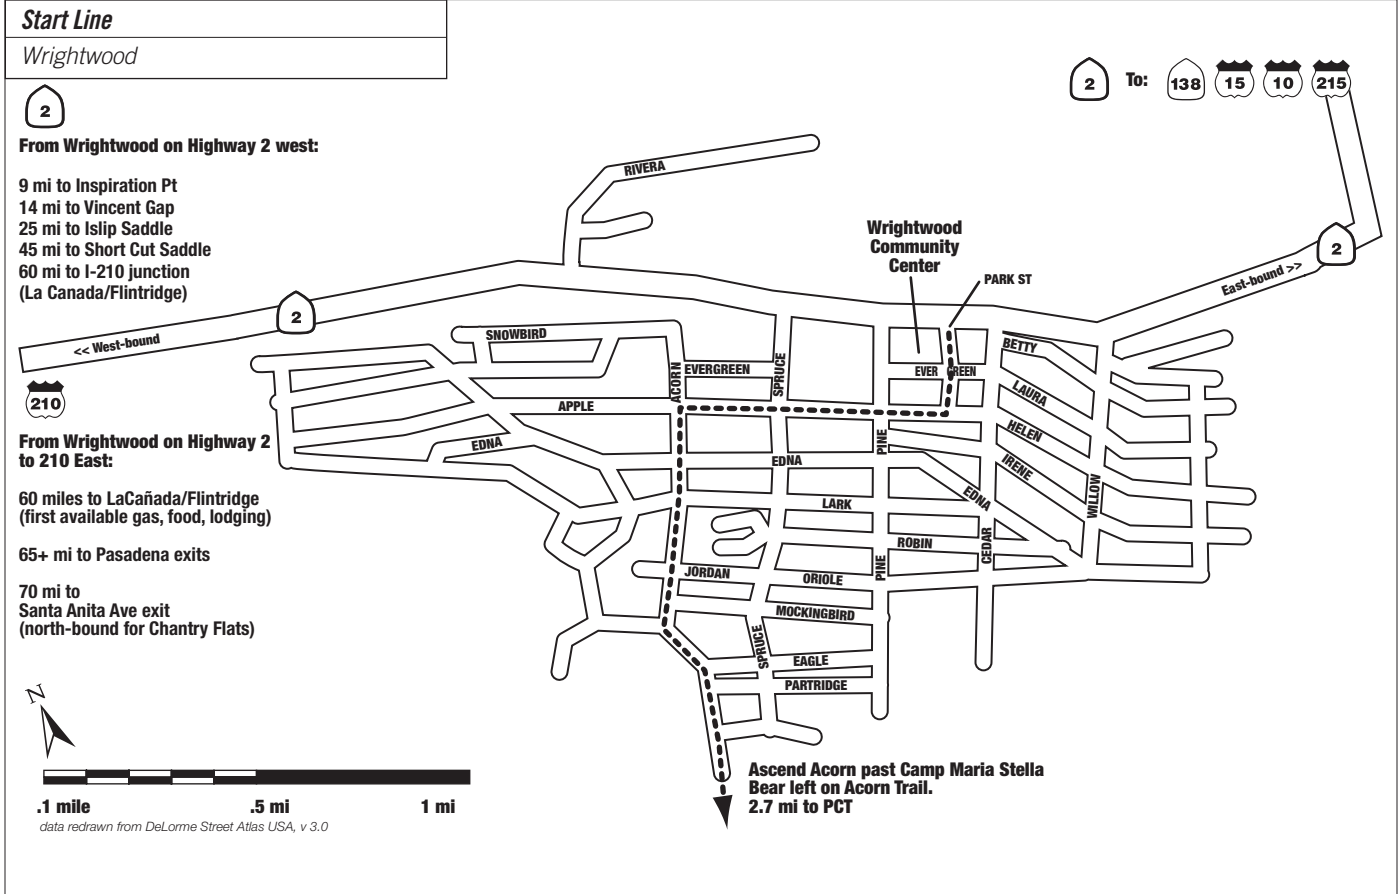 Start Line
Wrightwood
2
From Wrightwood on Highway 2 west:
9 mi to Inspiration Pt
14 mi to Vincent Gap
25 mi to Islip Saddle
45 mi to Short Cut Saddle
60 mi to I-210 junction
(La Canada/Flintridge)
2 To: 138 15 10 215
RIVERA
Wrightwood
Community
Center
PARK ST
2
East-bound >>
2
<< West-bound
210
SNOWBIRD
EVERGREEN
ACORN
SPRUCE
EVER GREEN
BETTY
LAURA
APPLE
HELEN
PINE
IRENE
EDNA
EDNA
EDNA
WILLOW
LARK
CEDAR
ROBIN
PINE
JORDAN
ORIOLE
MOCKINGBIRD
SPRUCE
EAGLE
PARTRIDGE
From Wrightwood on Highway 2
to 210 East:
60 miles to LaCañada/Flintridge
(first available gas, food, lodging)
65+ mi to Pasadena exits
70 mi to
Santa Anita Ave exit
(north-bound for Chantry Flats)
N
.1 mile .5 mi 1 mi
data redrawn from DeLorme Street Atlas USA, v 3.0
Ascend Acorn past Camp Maria Stella
Bear left on Acorn Trail.
2.7 mi to PCT